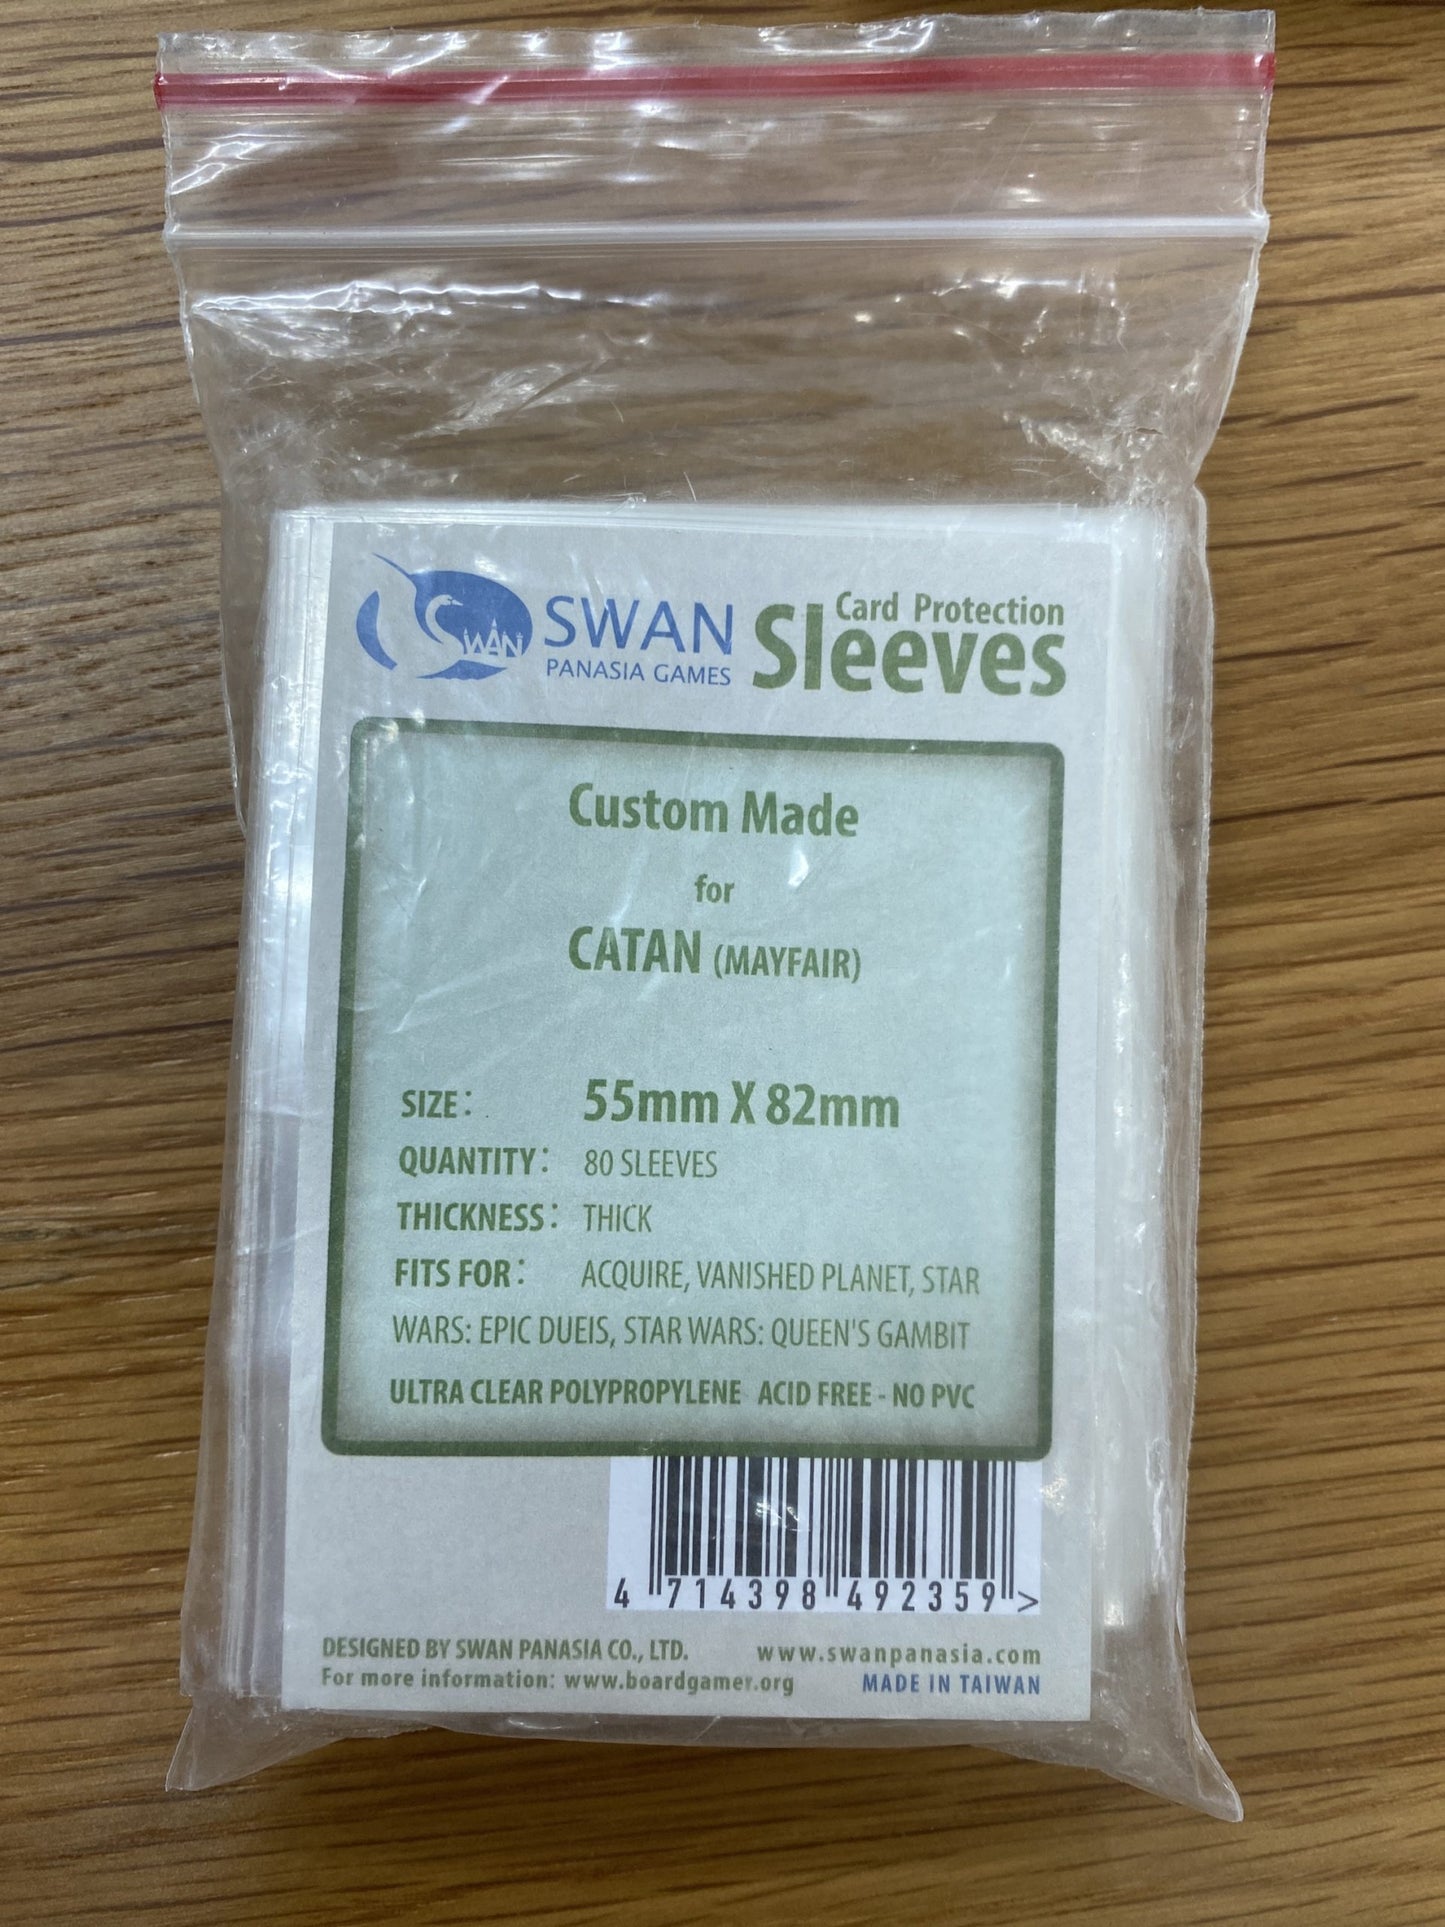 SWAN
SWAN
PANASIA GAMES
Card Protection
Sleeves
Custom Made
for
CATAN (MAYFAIR)
SIZE: 55mm X 82mm
QUANTITY: 80 SLEEVES
THICKNESS: THICK
FITS FOR: ACQUIRE, VANISHED PLANET, STAR
WARS: EPIC DUEIS, STAR WARS: QUEEN'S GAMBIT
ULTRA CLEAR POLYPROPYLENE ACID FREE - NO PVC
4 714398 492359 >
DESIGNED BY SWAN PANASIA CO., LTD. www.swanpanasia.com
For more information: www.boardgamer.org MADE IN TAIWAN